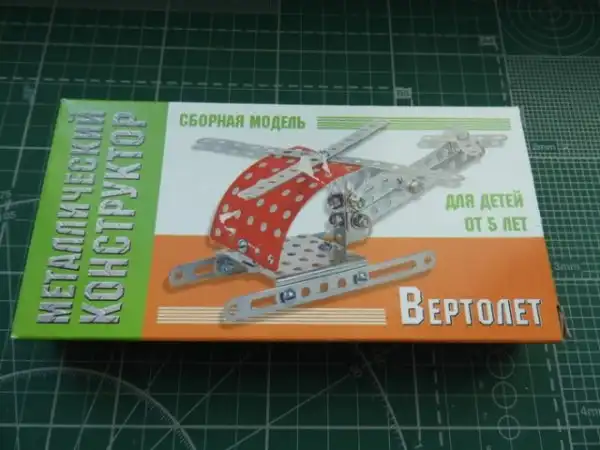 МЕТАЛЛИЧЕСКИЙ
КОНСТРУКТОР
СБОРНАЯ МОДЕЛЬ
ДЛЯ ДЕТЕЙ
ОТ 5 ЛЕТ
ВЕРТОЛЕТ